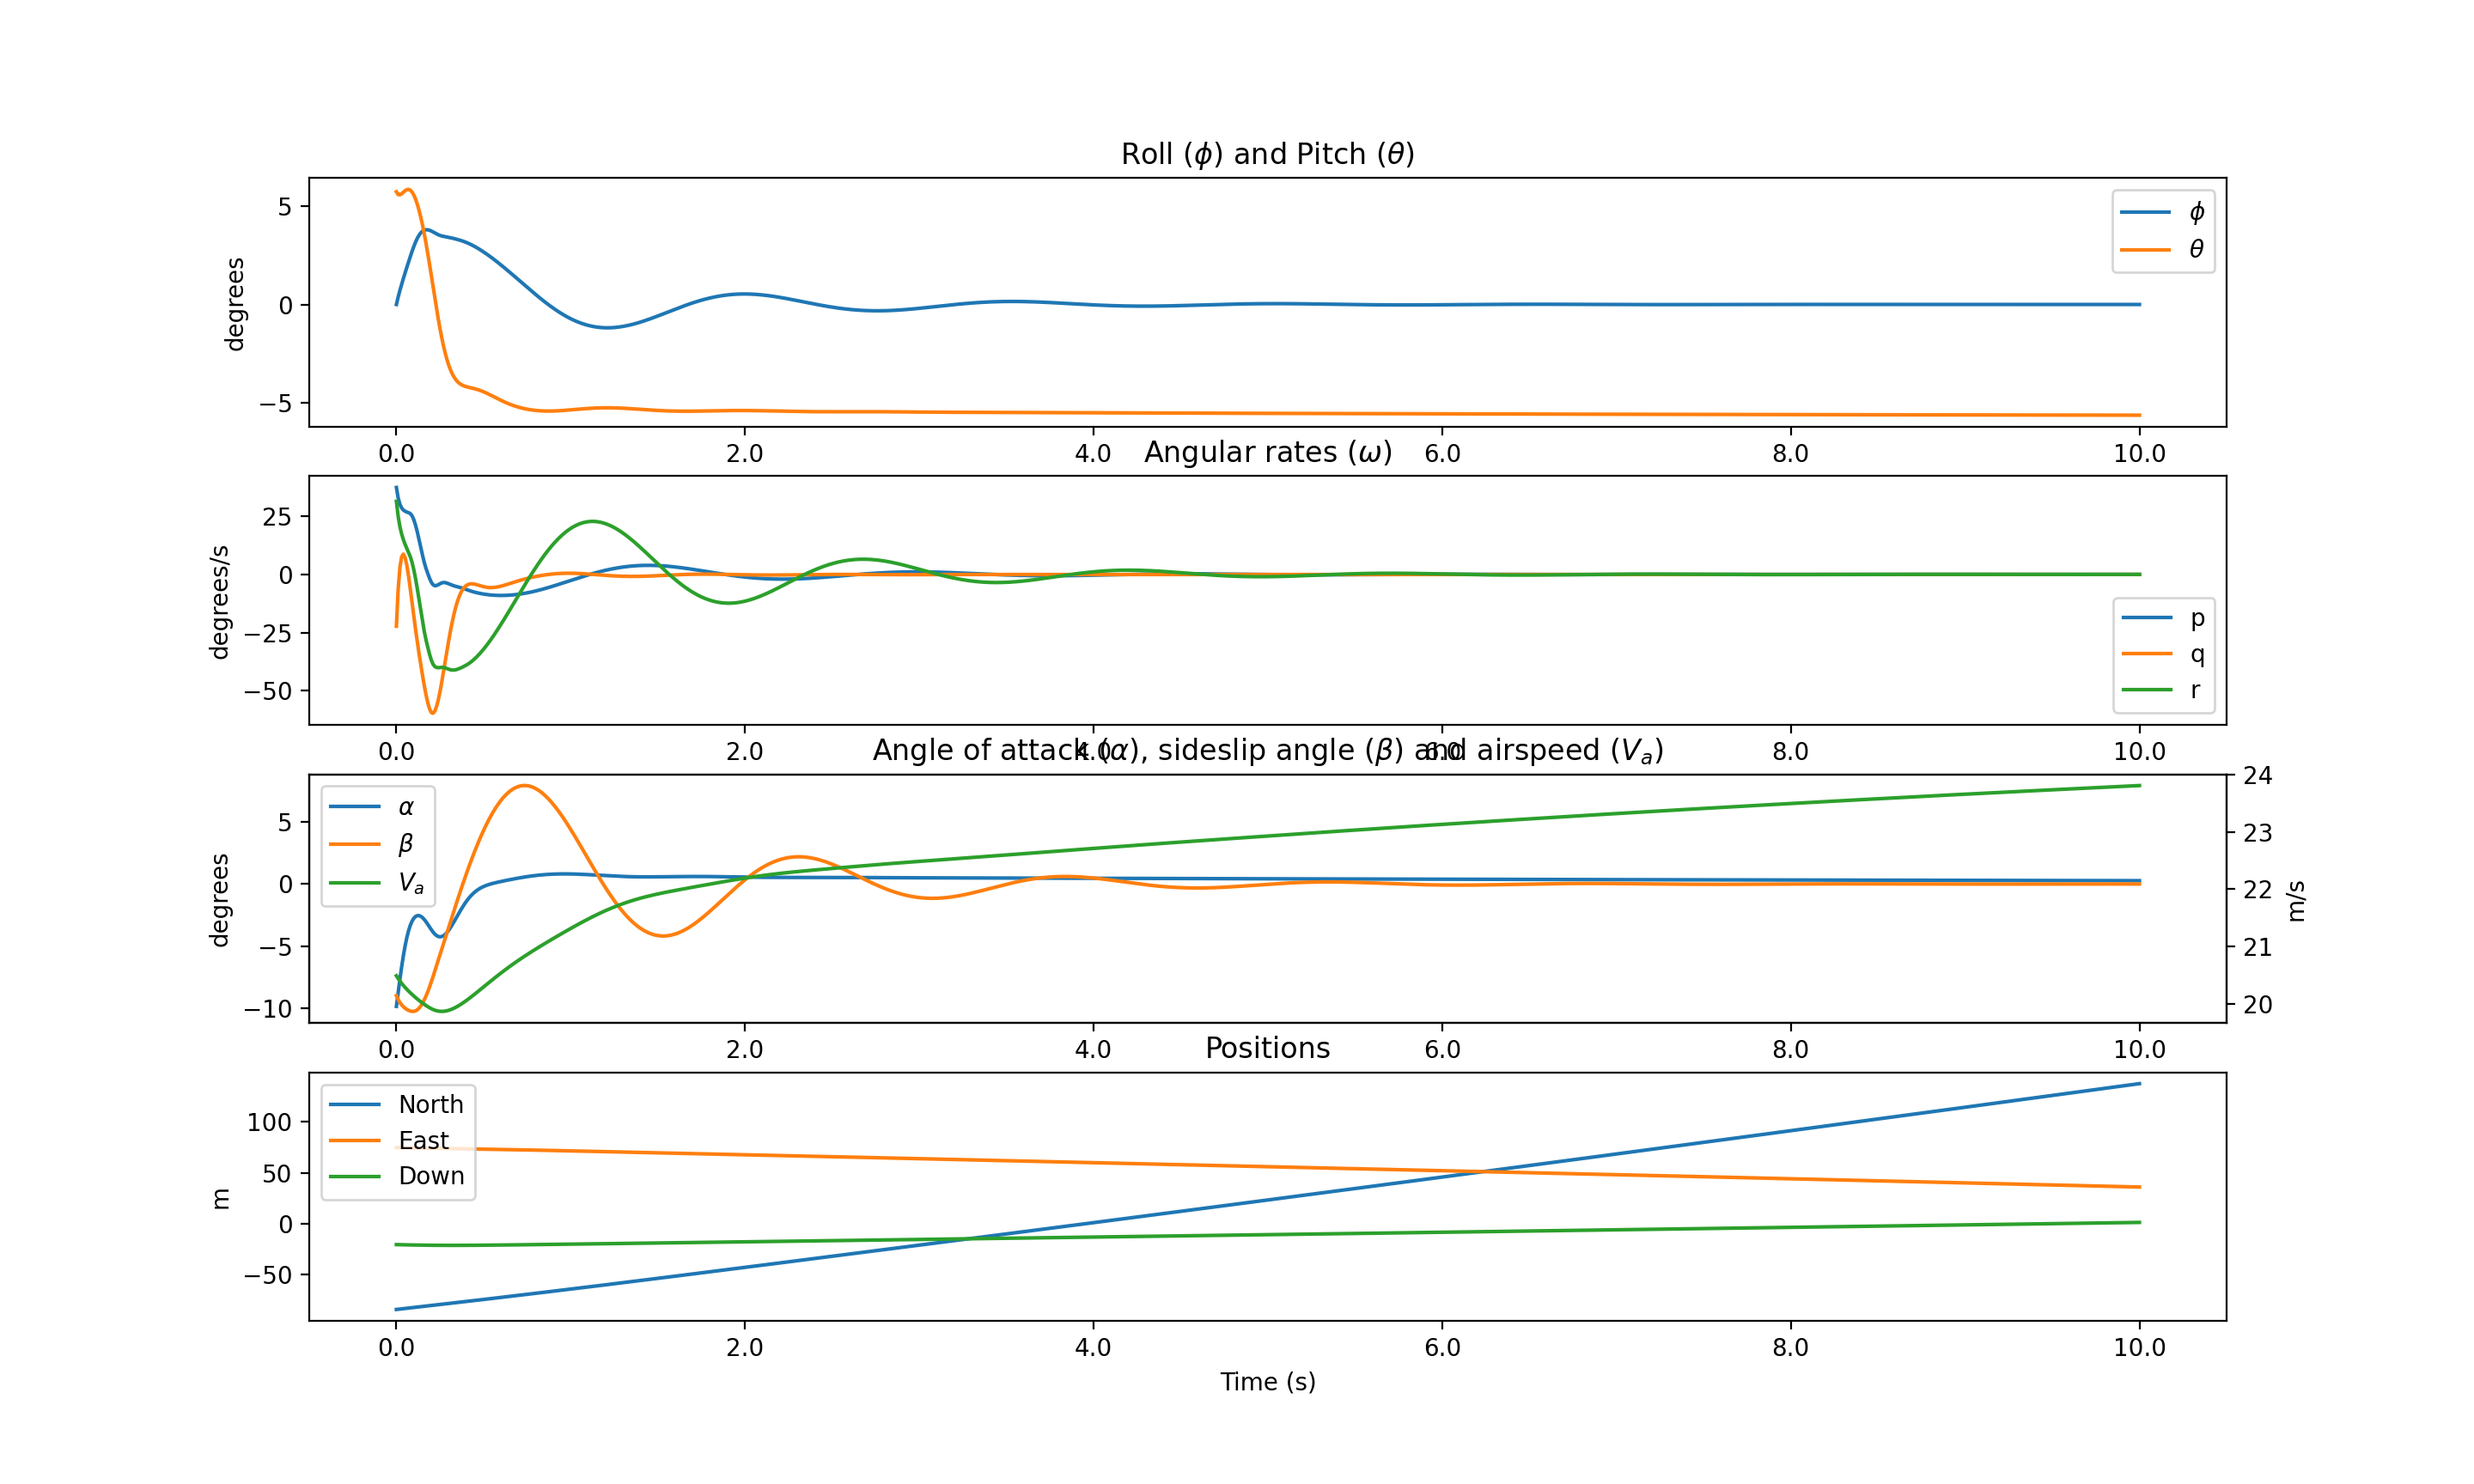 Roll (ϕ) and Pitch (θ)
5
0
−5
degrees
ϕ
θ
0.0 2.0 4.0 6.0 8.0 10.0
Angular rates (ω)
25
0
−25
−50
degrees/s
p
q
r
0.0 2.0 4.0 6.0 8.0 10.0
Angle of attack (α), sideslip angle (β) and airspeed (Vₐ)
5
0
−5
−10
degrees
α
β
Vₐ
24
23
22
21
20
m/s
0.0 2.0 4.0 6.0 8.0 10.0
Positions
100
50
0
−50
m
North
East
Down
0.0 2.0 4.0 6.0 8.0 10.0
Time (s)